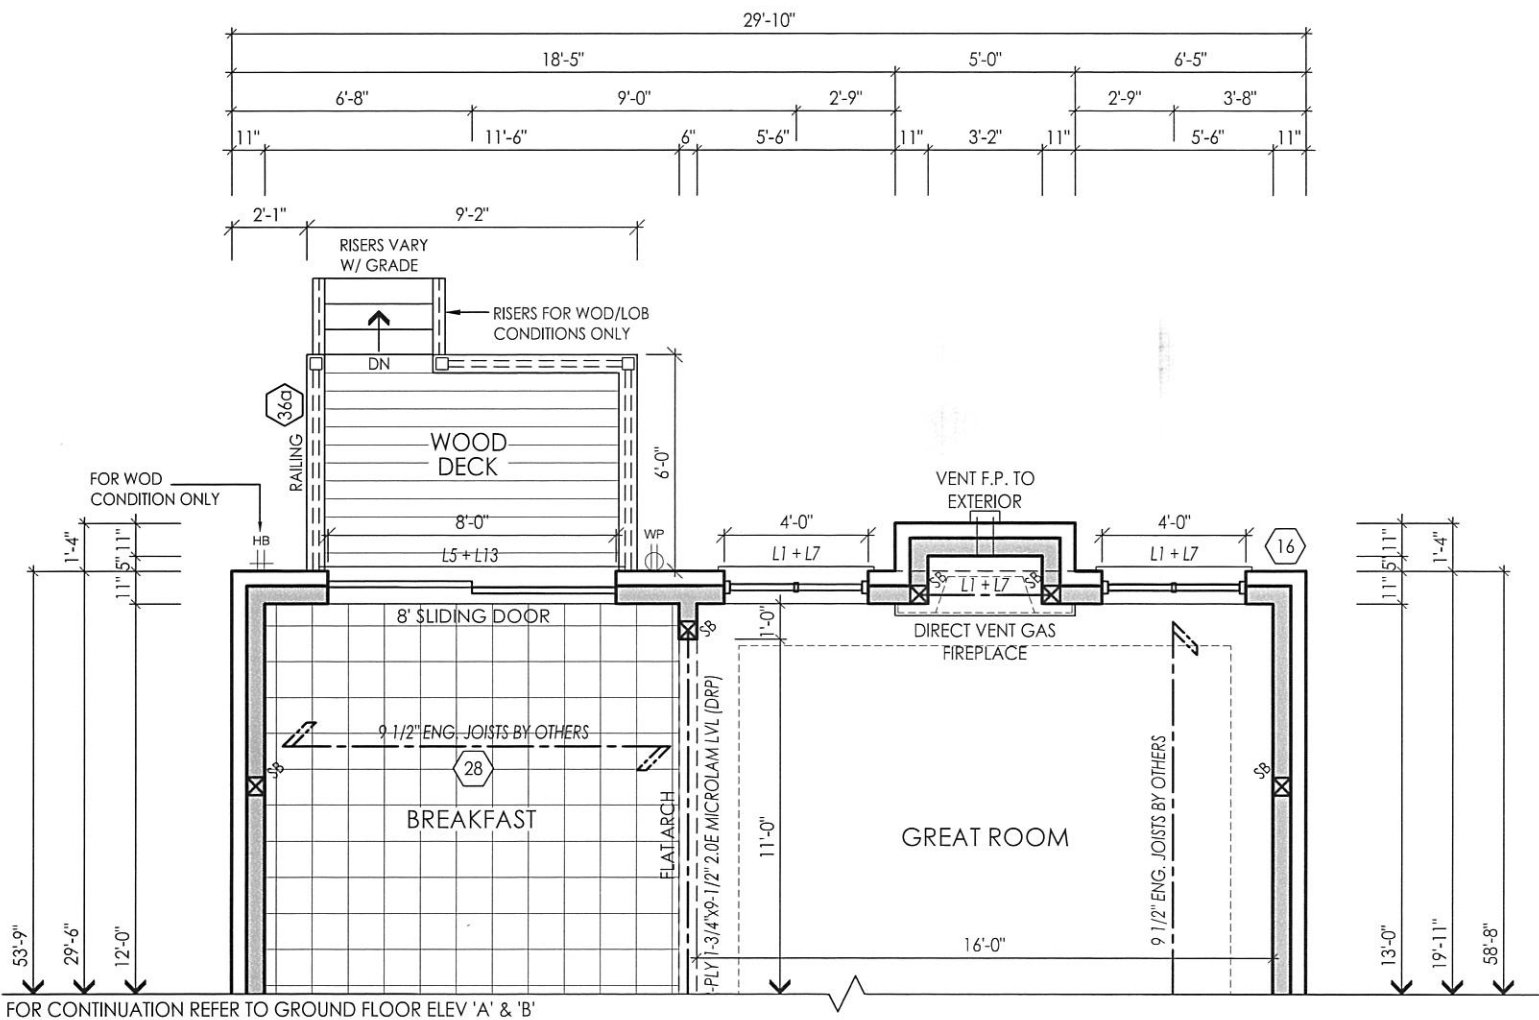 29'-10"
18'-5"
5'-0"
6'-5"
6'-8"
9'-0"
2'-9"
2'-9"
3'-8"
11"
11'-6"
6"
5'-6"
11"
3'-2"
11"
5'-6"
11"
2'-1"
9'-2"
RISERS VARY
W/ GRADE
RISERS FOR WOD/LOB
CONDITIONS ONLY
DN
36a
RAILING
WOOD
DECK
6'-0"
FOR WOD
CONDITION ONLY
HB
WP
VENT F.P. TO
EXTERIOR
8'-0"
L5 + L13
4'-0"
L1 + L7
4'-0"
L1 + L7
16
1'-4"
11"
5"
11"
SB
L1 + L7
SB
11"
5"
11"
1'-4"
8' SLIDING DOOR
SB
1'-0"
DIRECT VENT GAS
FIREPLACE
9 1/2" ENG. JOISTS BY OTHERS
28
SB
BREAKFAST
FLAT ARCH
-PLY 1-3/4"x9-1/2" 2.0E MICROLAM LVL (DRP)
11'-0"
GREAT ROOM
9 1/2" ENG. JOISTS BY OTHERS
SB
16'-0"
53'-9"
29'-6"
12'-0"
13'-0"
19'-11"
58'-8"
FOR CONTINUATION REFER TO GROUND FLOOR ELEV 'A' & 'B'